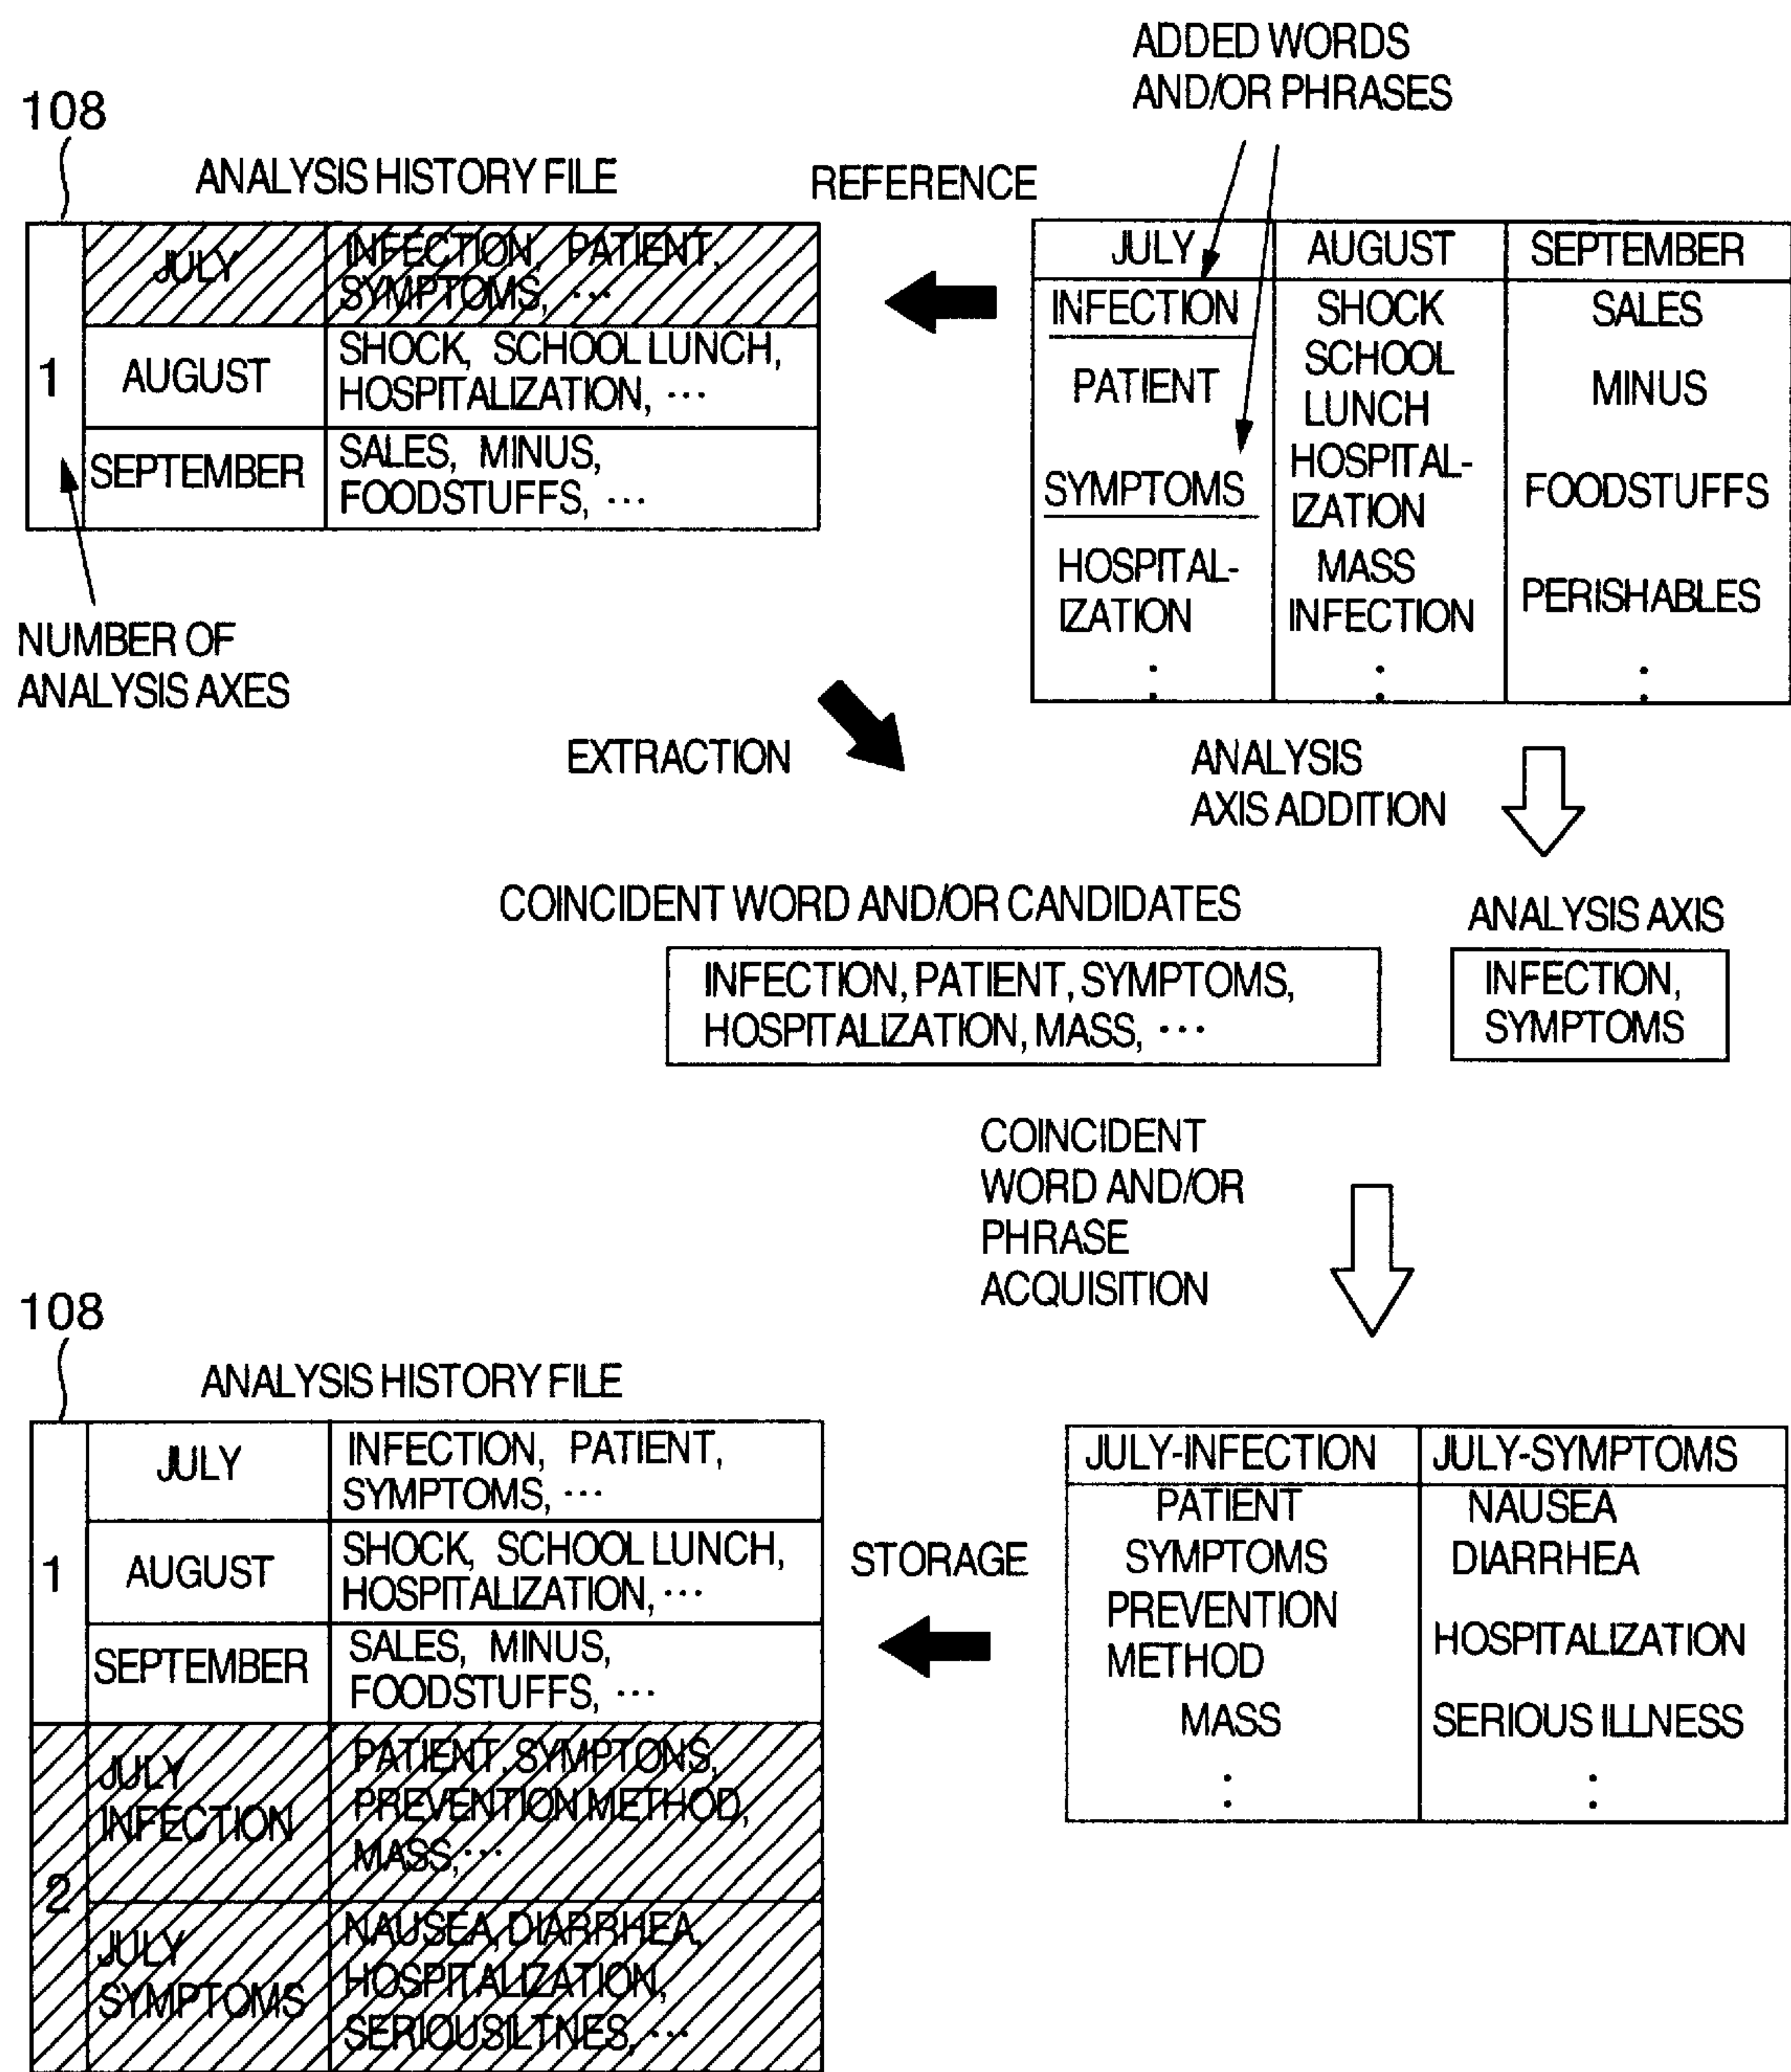 ADDED WORDS
AND/OR PHRASES
108
ANALYSIS HISTORY FILE
REFERENCE
1
JULY
INFECTION, PATIENT,
SYMPTOMS, ···
AUGUST
SHOCK, SCHOOL LUNCH,
HOSPITALIZATION, ···
SEPTEMBER
SALES, MINUS,
FOODSTUFFS, ···
NUMBER OF
ANALYSIS AXES
JULY
AUGUST
SEPTEMBER
INFECTION
PATIENT
SYMPTOMS
HOSPITAL-
IZATION
:
SHOCK
SCHOOL
LUNCH
HOSPITAL-
IZATION
MASS
INFECTION
:
SALES
MINUS
FOODSTUFFS
PERISHABLES
:
EXTRACTION
ANALYSIS
AXIS ADDITION
COINCIDENT WORD AND/OR CANDIDATES
INFECTION, PATIENT, SYMPTOMS,
HOSPITALIZATION, MASS, ···
ANALYSIS AXIS
INFECTION,
SYMPTOMS
COINCIDENT
WORD AND/OR
PHRASE
ACQUISITION
108
ANALYSIS HISTORY FILE
1
JULY
INFECTION, PATIENT,
SYMPTOMS, ···
AUGUST
SHOCK, SCHOOL LUNCH,
HOSPITALIZATION, ···
SEPTEMBER
SALES, MINUS,
FOODSTUFFS, ···
2
JULY
INFECTION
PATIENT, SYMPTONS,
PREVENTION METHOD,
MASS, ···
JULY
SYMPTOMS
NAUSEA, DIARRHEA,
HOSPITALIZATION,
SERIOUSILTNES, ···
STORAGE
JULY-INFECTION
JULY-SYMPTOMS
PATIENT
SYMPTOMS
PREVENTION
METHOD
MASS
:
NAUSEA
DIARRHEA
HOSPITALIZATION
SERIOUS ILLNESS
: